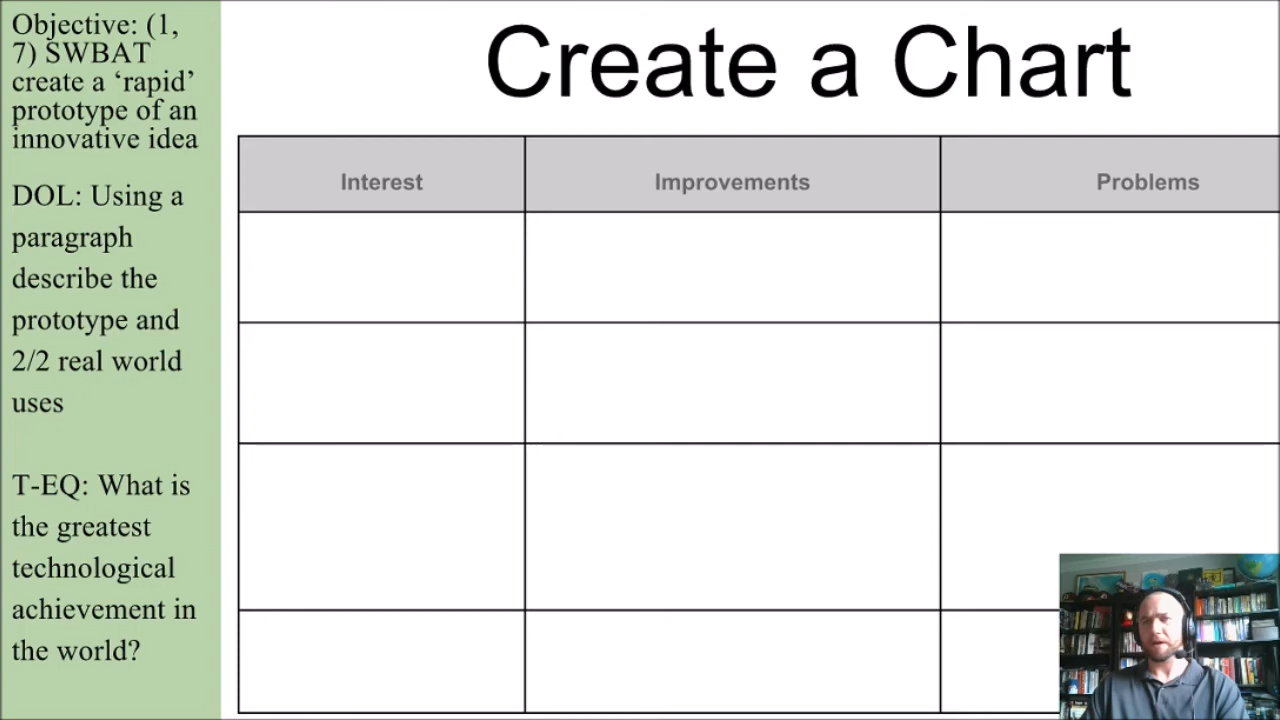 Objective: (1,
7) SWBAT
create a ‘rapid’
prototype of an
innovative idea
DOL: Using a
paragraph
describe the
prototype and
2/2 real world
uses
T-EQ: What is
the greatest
technological
achievement in
the world?
Create a Chart
Interest
Improvements
Problems